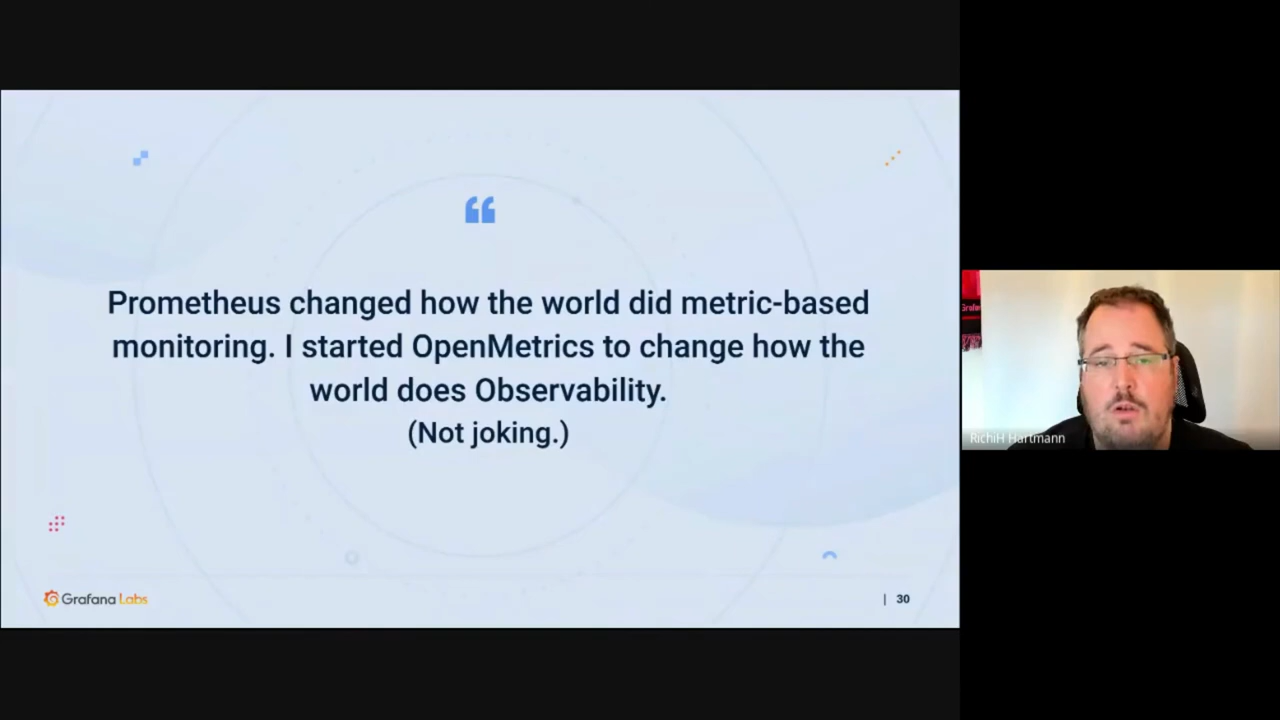 “
Prometheus changed how the world did metric-based
monitoring. I started OpenMetrics to change how the
world does Observability.
(Not joking.)
Grafana Labs
| 30
RichiH Hartmann